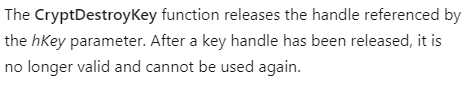 The CryptDestroyKey function releases the handle referenced by
the hKey parameter. After a key handle has been released, it is
no longer valid and cannot be used again.